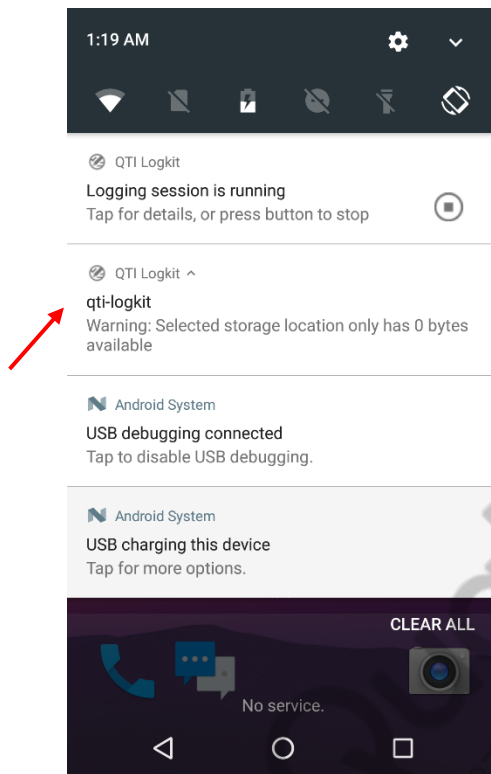 1:19 AM
QTI Logkit
Logging session is running
Tap for details, or press button to stop
QTI Logkit
qti-logkit
Warning: Selected storage location only has 0 bytes
available
Android System
USB debugging connected
Tap to disable USB debugging.
Android System
USB charging this device
Tap for more options.
CLEAR ALL
No service.